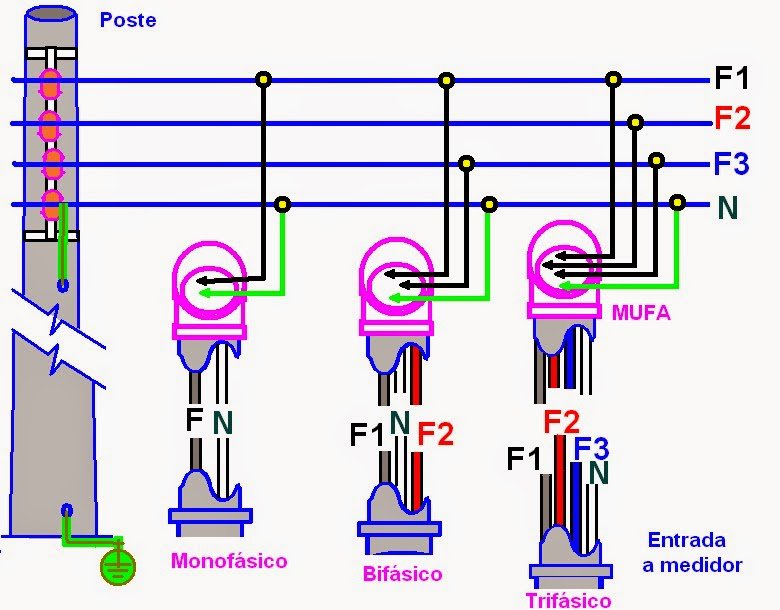 Poste
F1
F2
F3
N
MUFA
F N
F1 N F2
F2
F1 F3
N
Monofásico
Bifásico
Trifásico
Entrada
a medidor